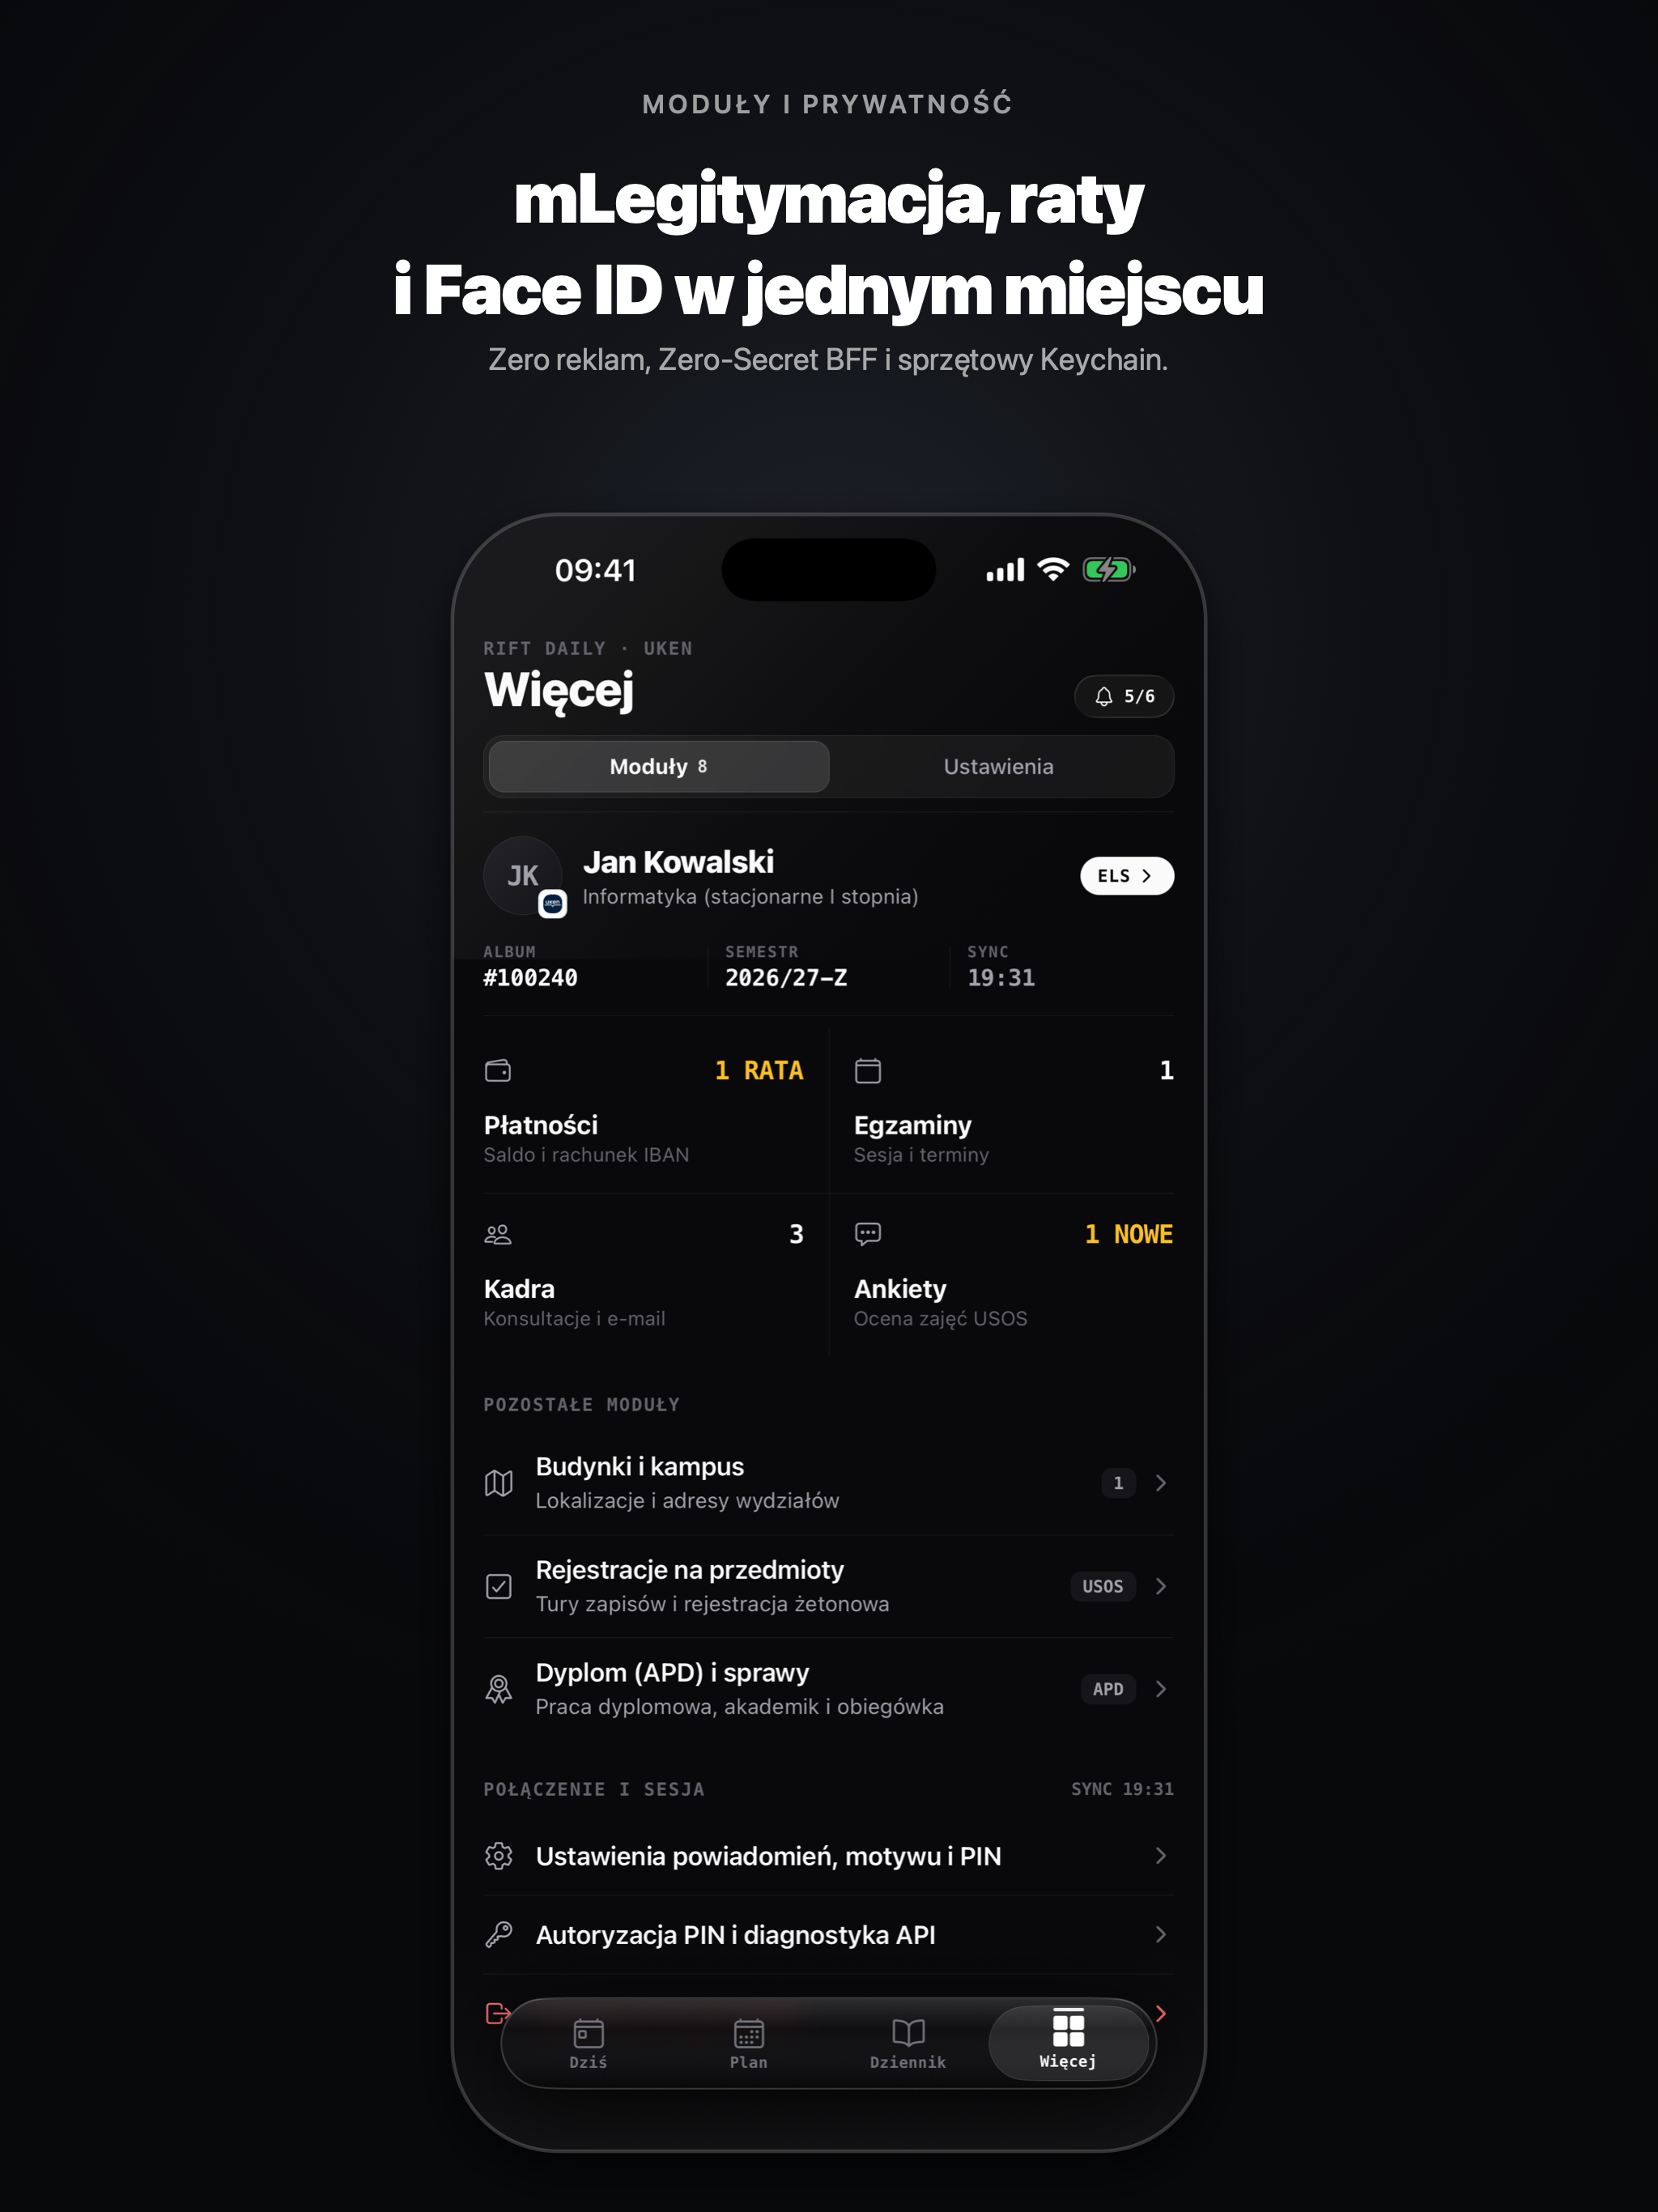 MODUŁY I PRYWATNOŚĆ
mLegitymacja, raty
i Face ID w jednym miejscu
Zero reklam, Zero-Secret BFF i sprzętowy Keychain.
09:41
RIFT DAILY · UKEN
Więcej
5/6
Moduły 8
Ustawienia
JK
Jan Kowalski
ELS
Informatyka (stacjonarne I stopnia)
ALBUM
SEMESTR
SYNC
#100240
2026/27–Z
19:31
1 RATA
Płatności
Saldo i rachunek IBAN
1
Egzaminy
Sesja i terminy
3
Kadra
Konsultacje i e-mail
1 NOWE
Ankiety
Ocena zajęć USOS
POZOSTAŁE MODUŁY
Budynki i kampus
1
Lokalizacje i adresy wydziałów
Rejestracje na przedmioty
USOS
Tury zapisów i rejestracja żetonowa
Dyplom (APD) i sprawy
APD
Praca dyplomowa, akademik i obiegówka
POŁĄCZENIE I SESJA
SYNC 19:31
Ustawienia powiadomień, motywu i PIN
Autoryzacja PIN i diagnostyka API
Dziś
Plan
Dziennik
Więcej